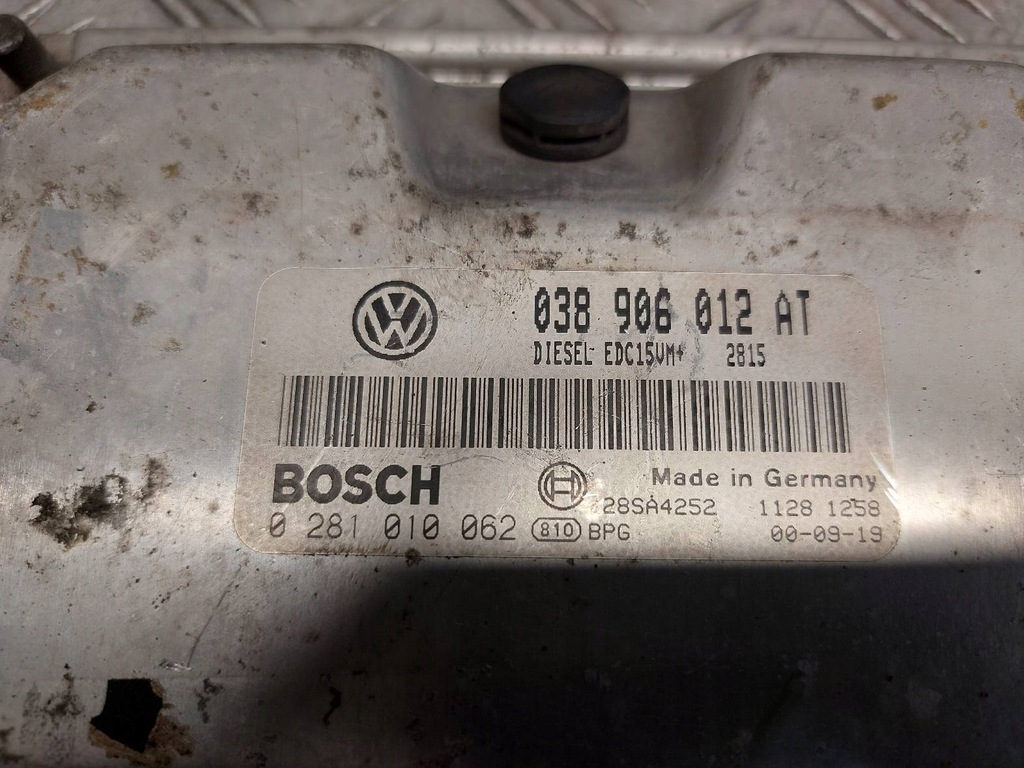 038 906 012 AT
DIESEL- EDC15VM+ 2815
BOSCH
Made in Germany
28SA4252 1128 1258
0 281 010 062 810 BPG 00-09-19